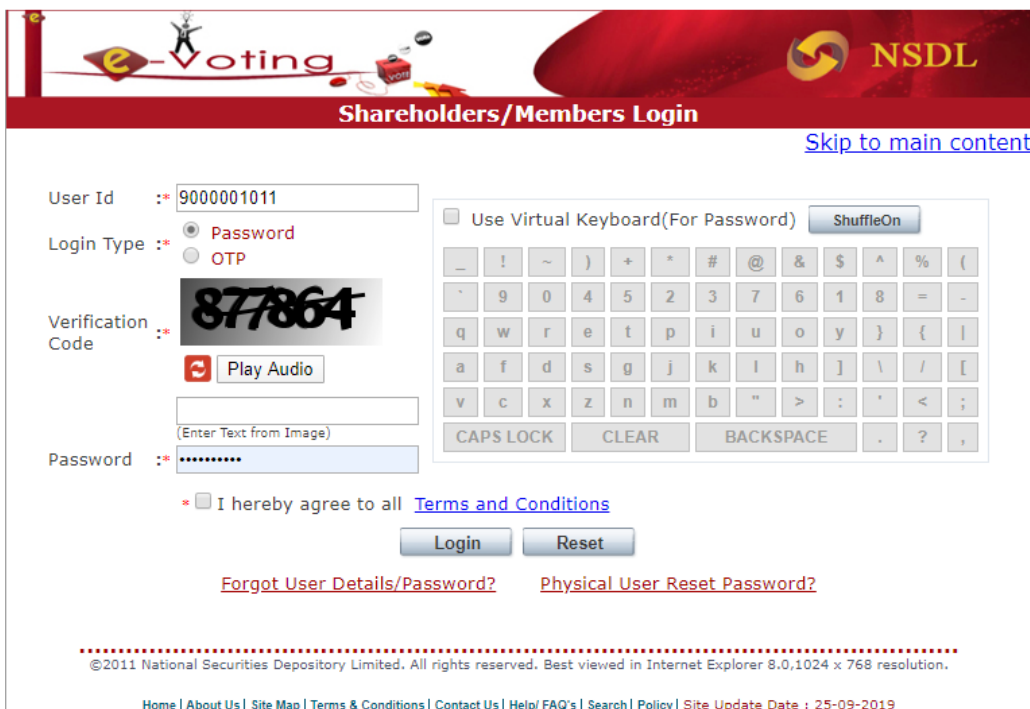 e-Voting
VOTE
NSDL
Shareholders/Members Login
Skip to main content
User Id :* 9000001011
Login Type :* Password
OTP
Verification Code :* 877864
Play Audio
(Enter Text from Image)
Password :* ••••••••••
Use Virtual Keyboard(For Password) ShuffleOn
_ ! ~ ) + * # @ & $ ^ % (
` 9 0 4 5 2 3 7 6 1 8 = -
q w r e t p i u o y } { |
a f d s g j k l h ] \ / [
v c x z n m b " > : ' < ;
CAPS LOCK CLEAR BACKSPACE . ? ,
* I hereby agree to all Terms and Conditions
Login Reset
Forgot User Details/Password? Physical User Reset Password?
©2011 National Securities Depository Limited. All rights reserved. Best viewed in Internet Explorer 8.0,1024 x 768 resolution.
Home | About Us | Site Map | Terms & Conditions | Contact Us | Help/ FAQ's | Search | Policy | Site Update Date : 25-09-2019